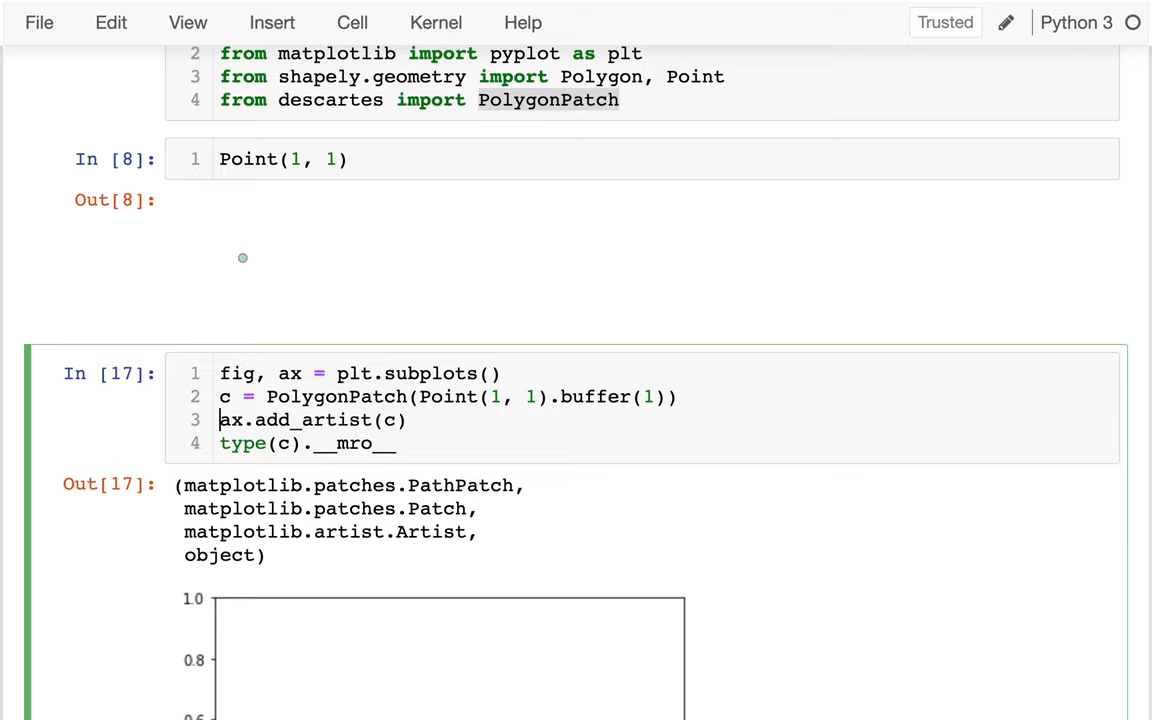 File Edit View Insert Cell Kernel Help Trusted Python 3
2 from matplotlib import pyplot as plt
3 from shapely.geometry import Polygon, Point
4 from descartes import PolygonPatch
In [8]: 1 Point(1, 1)
Out[8]:
In [17]: 1 fig, ax = plt.subplots()
2 c = PolygonPatch(Point(1, 1).buffer(1))
3 ax.add_artist(c)
4 type(c).__mro__
Out[17]: (matplotlib.patches.PathPatch,
matplotlib.patches.Patch,
matplotlib.artist.Artist,
object)
1.0
0.8